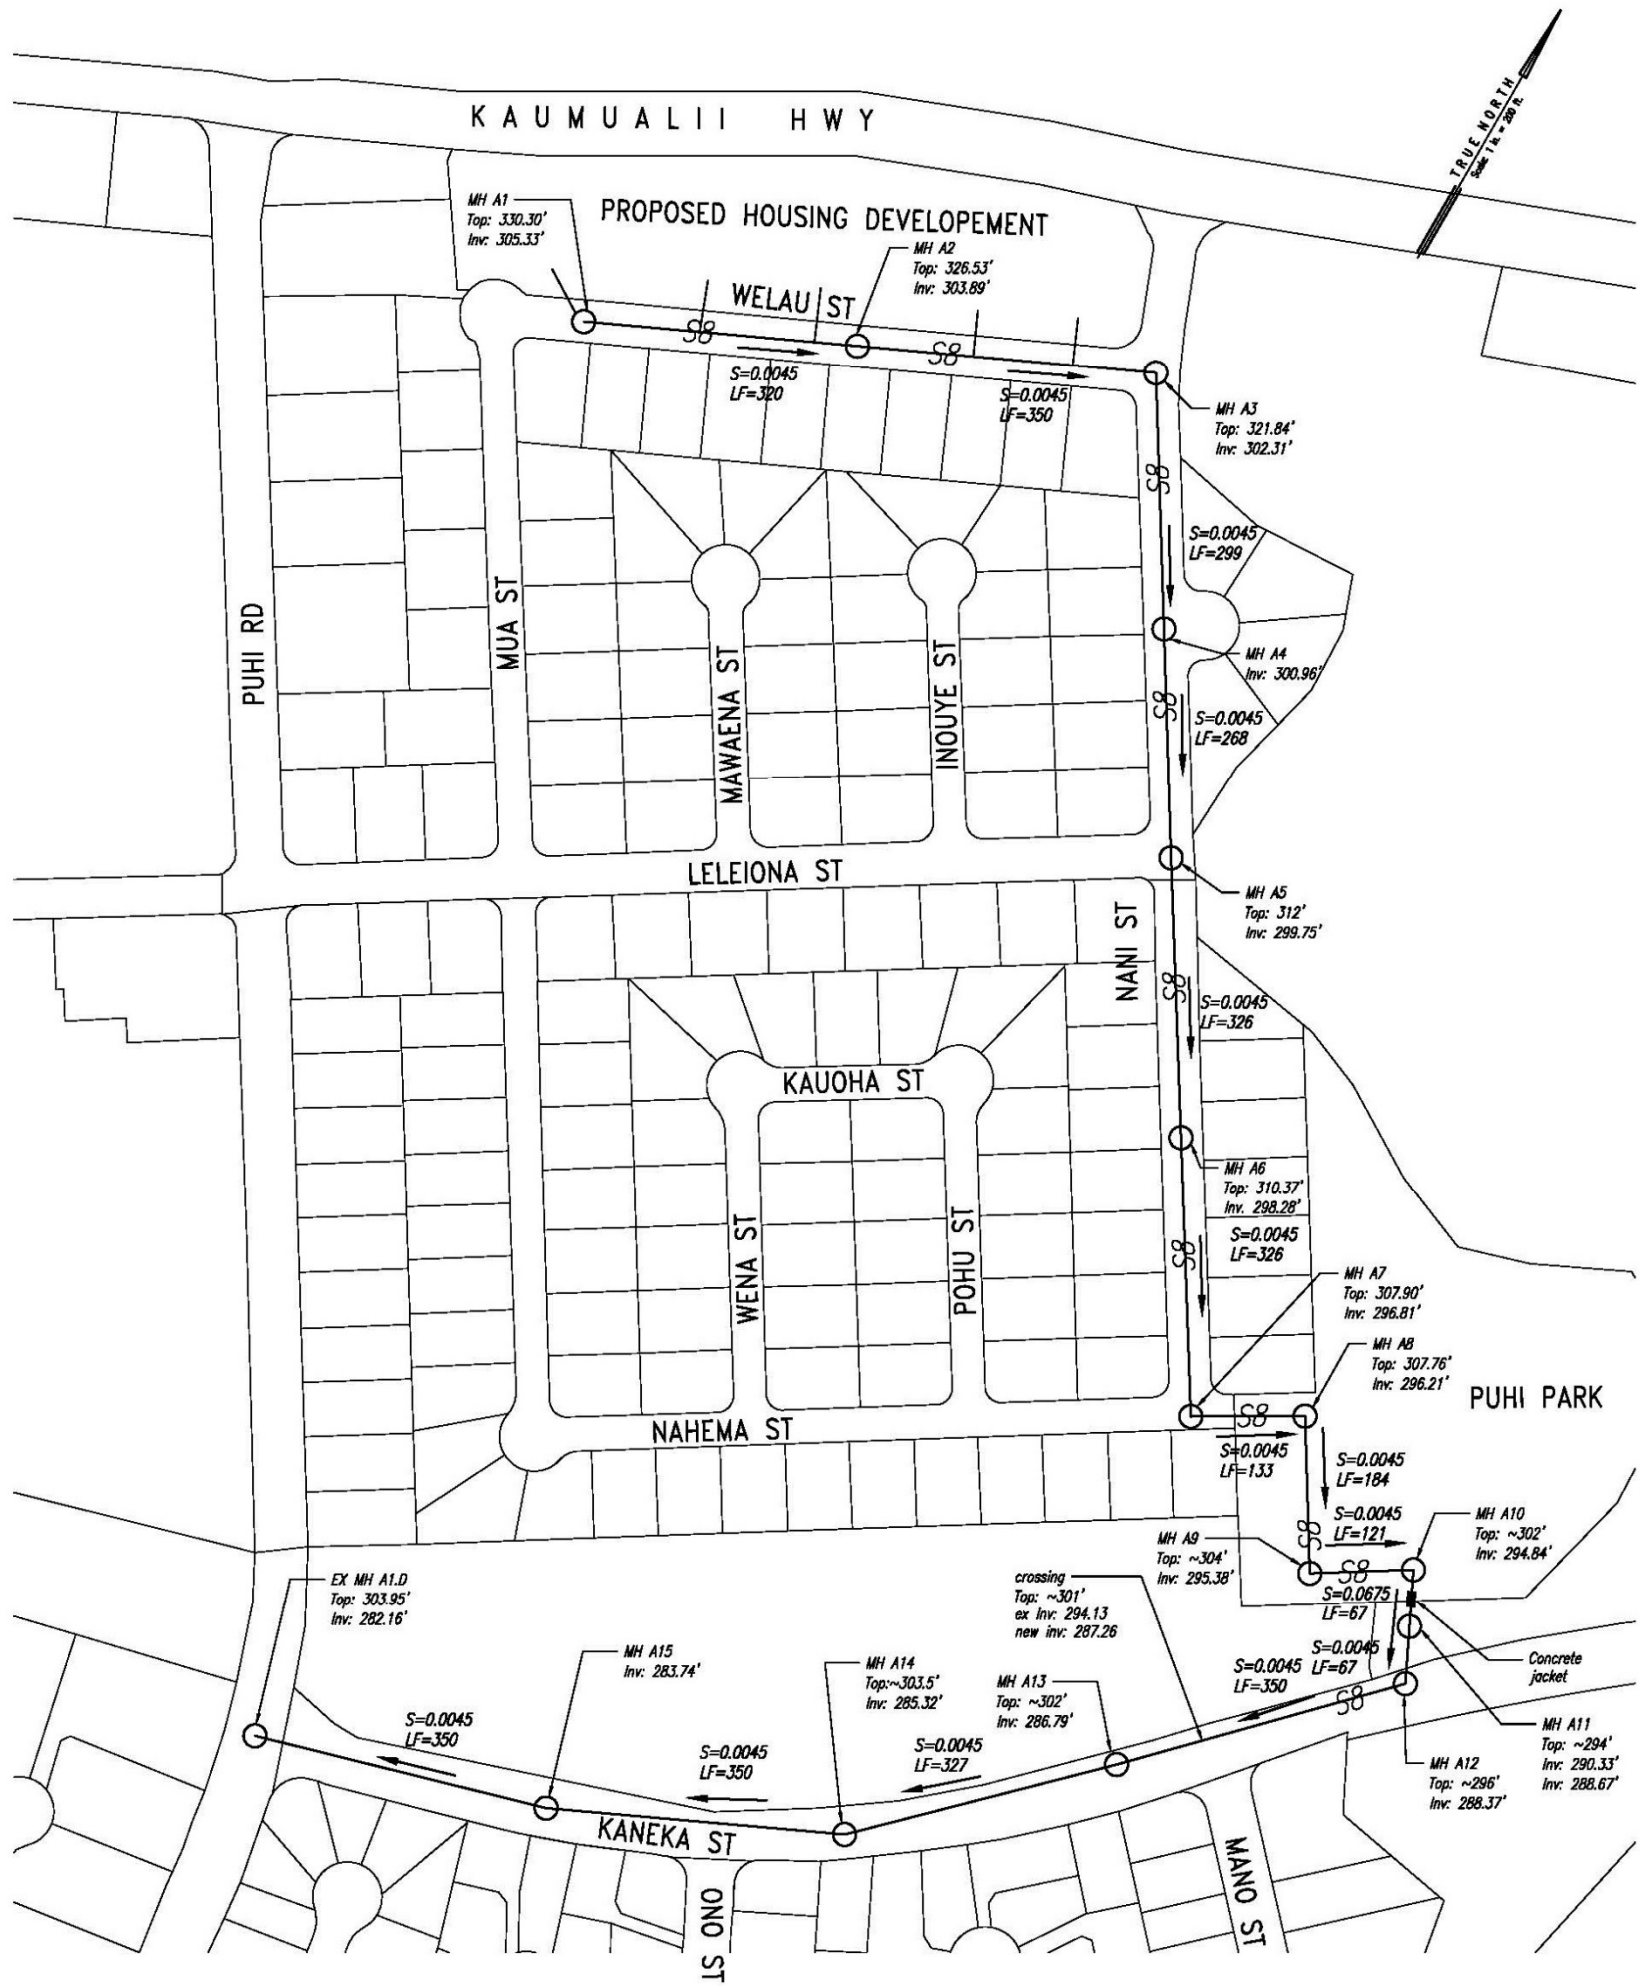 KAUMUALII HWY
TRUE NORTH
Scale: 1 in. = 200 ft.
MH A1
Top: 330.30'
Inv: 305.33'
PROPOSED HOUSING DEVELOPEMENT
MH A2
Top: 326.53'
Inv: 303.89'
WELAU ST
S8
S8
S=0.0045
LF=320
S=0.0045
LF=350
MH A3
Top: 321.84'
Inv: 302.31'
S8
S=0.0045
LF=299
PUHI RD
MUA ST
MAWAENA ST
INOUYE ST
MH A4
Inv: 300.96'
S8
S=0.0045
LF=268
LELEIONA ST
MH A5
Top: 312'
Inv: 299.75'
NANI ST
S8
S=0.0045
LF=326
KAUOHA ST
MH A6
Top: 310.37'
Inv. 298.28'
WENA ST
POHU ST
S8
S=0.0045
LF=326
MH A7
Top: 307.90'
Inv: 296.81'
MH A8
Top: 307.76'
Inv: 296.21'
PUHI PARK
NAHEMA ST
S8
S=0.0045
LF=133
S=0.0045
LF=184
S8
S=0.0045
LF=121
MH A10
Top: ~302'
Inv: 294.84'
MH A9
Top: ~304'
Inv: 295.38'
S8
EX MH A1.D
Top: 303.95'
Inv: 282.16'
crossing
Top: ~301'
ex Inv: 294.13
new inv: 287.26
S=0.0675
LF=67
S=0.0045
LF=67
Concrete
jacket
MH A15
Inv: 283.74'
MH A14
Top:~303.5'
Inv: 285.32'
MH A13
Top: ~302'
Inv: 286.79'
S=0.0045
LF=350
S8
S=0.0045
LF=350
S=0.0045
LF=350
S=0.0045
LF=327
MH A11
Top: ~294'
Inv: 290.33'
Inv: 288.67'
MH A12
Top: ~296'
Inv: 288.37'
KANEKA ST
ONO ST
MANO ST